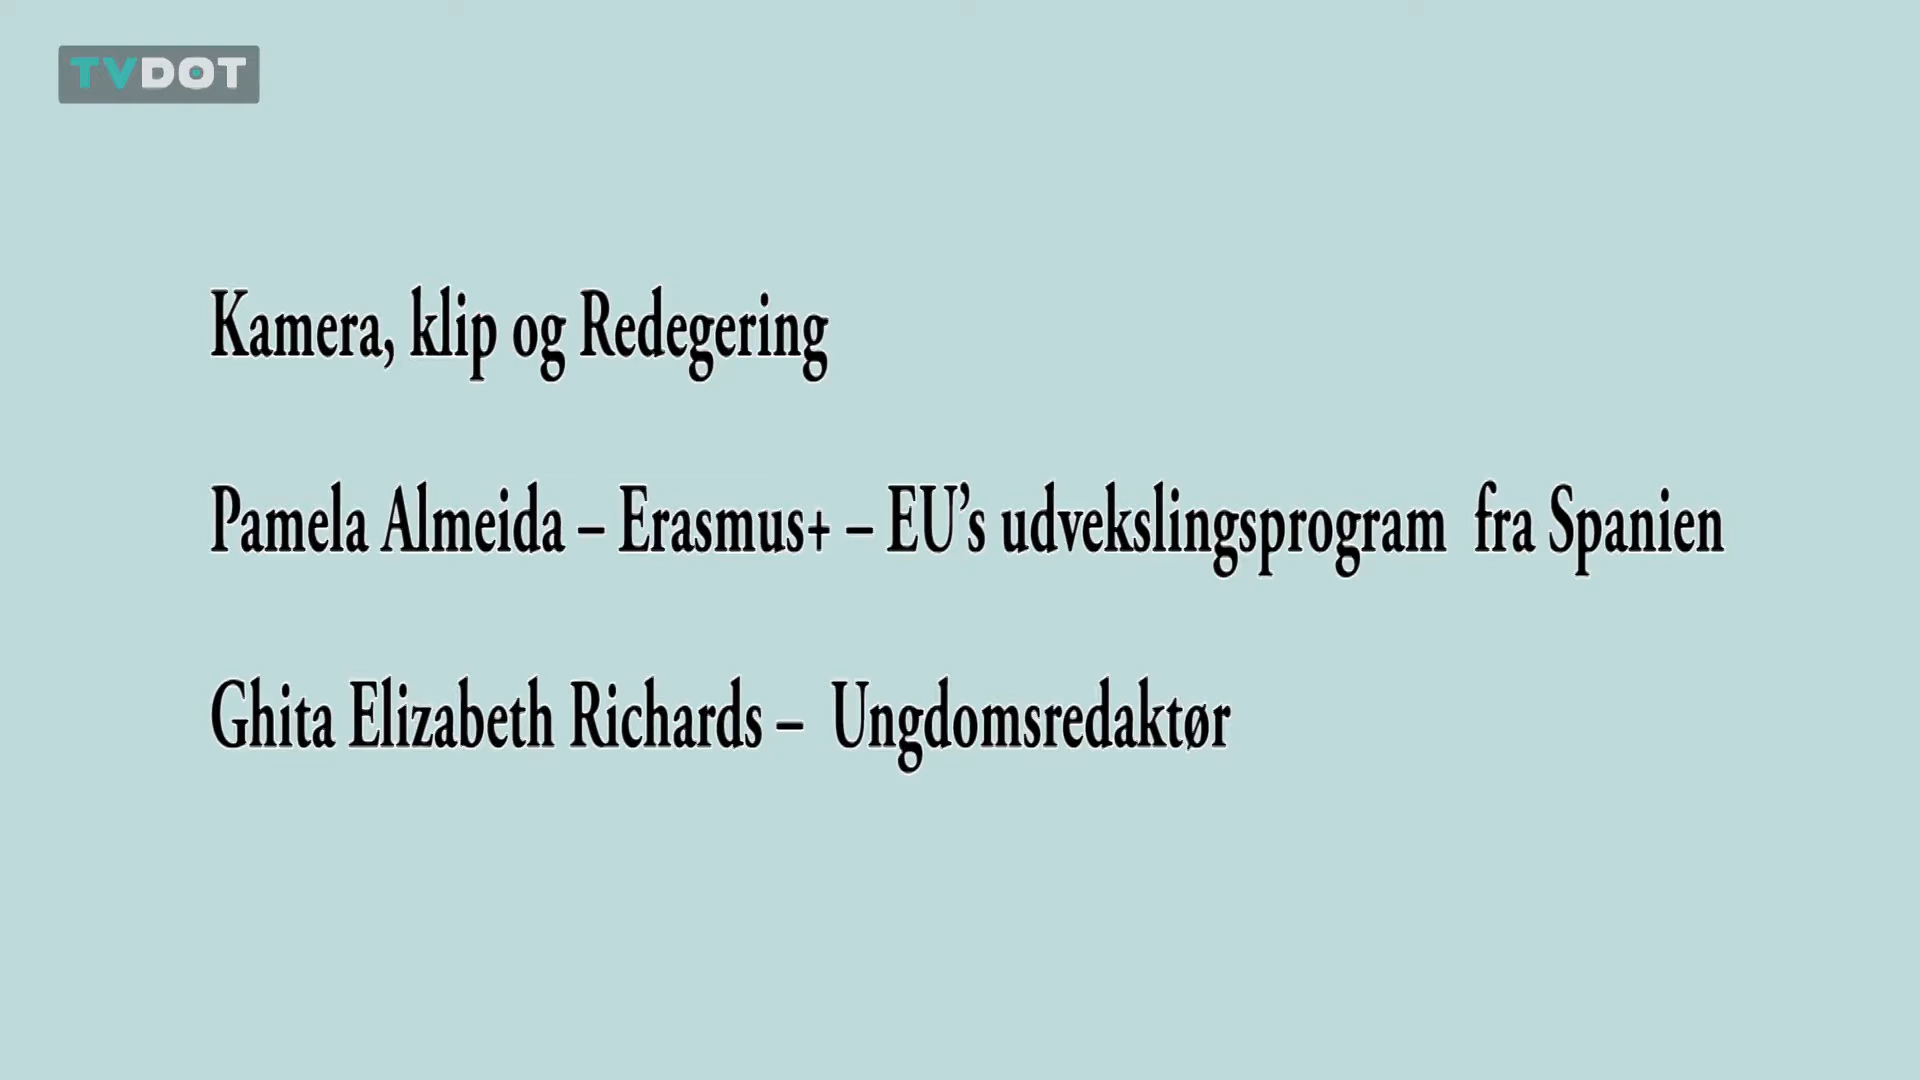 TVDOT
Kamera, klip og Redegering
Pamela Almeida – Erasmus+ – EU’s udvekslingsprogram fra Spanien
Ghita Elizabeth Richards – Ungdomsredaktør